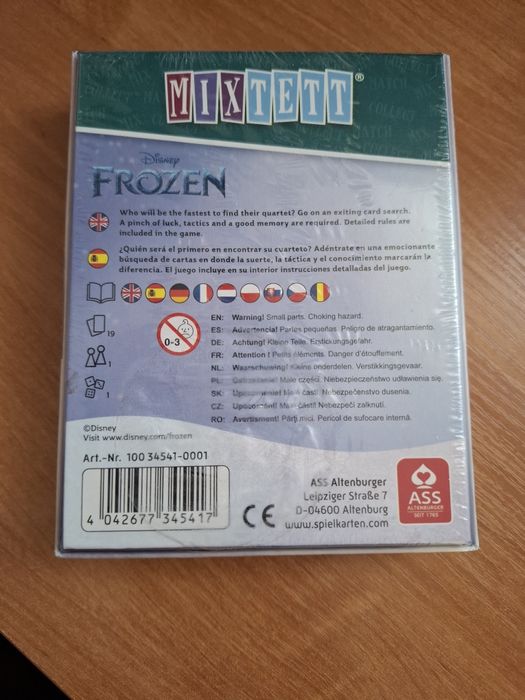 MIXTETT®
Disney
FROZEN
Who will be the fastest to find their quartet? Go on an exiting card search.
A pinch of luck, tactics and a good memory are required. Detailed rules are
included in the game.
¿Quién será el primero en encontrar su cuarteto? Adéntrate en una emocionante
búsqueda de cartas en donde la suerte, la táctica y el conocimiento marcarán la
diferencia. El juego incluye en su interior instrucciones detalladas del juego.
19
1
1
0-3
EN: Warning! Small parts. Choking hazard.
ES: Advertencia! Partes pequeñas. Peligro de atragantamiento.
DE: Achtung! Kleine Teile. Erstickungsgefahr.
FR: Attention ! Petits éléments. Danger d'étouffement.
NL: Waarschuwing! Kleine onderdelen. Verstikkingsgevaar.
PL: Ostrzeżenie! Małe części. Niebezpieczeństwo udławienia się.
SK: Upozornenie! Malé časti. Nebezpečenstvo dusenia.
CZ: Upozornění! Malé části. Nebezpečí zalknutí.
RO: Avertisment! Părți mici. Pericol de sufocare internă.
©Disney
Visit www.disney.com/frozen
Art.-Nr. 100 34541-0001
4 042677 345417
CE
ASS Altenburger
Leipziger Straße 7
D-04600 Altenburg
www.spielkarten.com
ASS
ALTENBURGER
SEIT 1765